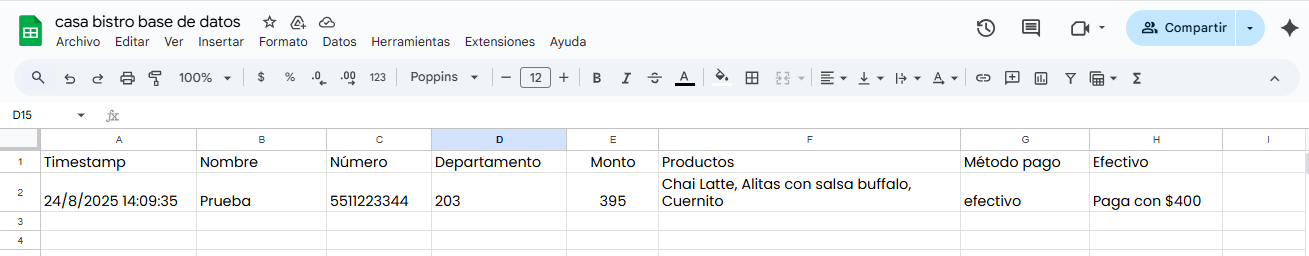 casa bistro base de datos
Archivo Editar Ver Insertar Formato Datos Herramientas Extensiones Ayuda
Compartir
100% $ % .0 .00 123 Poppins 12 B I S A
D15 fx
A B C D E F G H I
1 Timestamp Nombre Número Departamento Monto Productos Método pago Efectivo
Chai Latte, Alitas con salsa buffalo,
2 24/8/2025 14:09:35 Prueba 5511223344 203 395 Cuernito efectivo Paga con $400
3
4